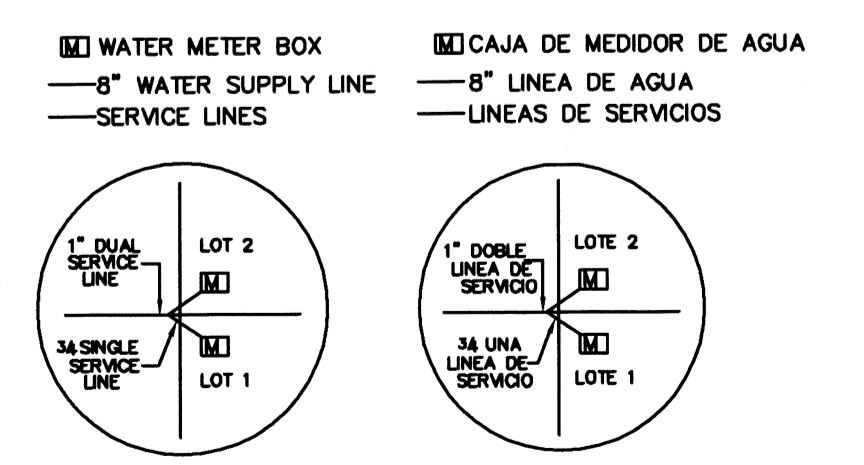 M WATER METER BOX
8" WATER SUPPLY LINE
SERVICE LINES
M CAJA DE MEDIDOR DE AGUA
8" LINEA DE AGUA
LINEAS DE SERVICIOS
1" DUAL
SERVICE
LINE
LOT 2
M
34 SINGLE
SERVICE
LINE
M
LOT 1
1" DOBLE
LINEA DE
SERVICIO
LOTE 2
M
34 UNA
LINEA DE
SERVICIO
M
LOTE 1